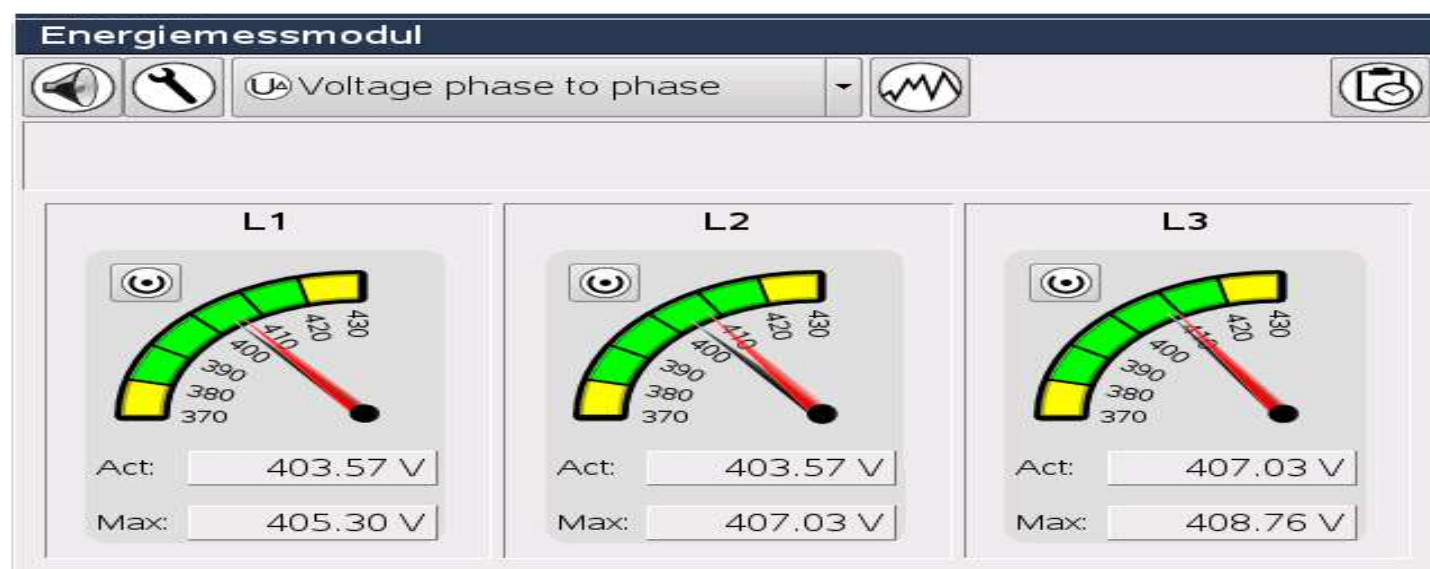 Energiemessmodul
U△ Voltage phase to phase
L1
L2
L3
430
420
410
400
390
380
370
430
420
410
400
390
380
370
430
420
410
400
390
380
370
Act: 403.57 V
Act: 403.57 V
Act: 407.03 V
Max: 405.30 V
Max: 407.03 V
Max: 408.76 V